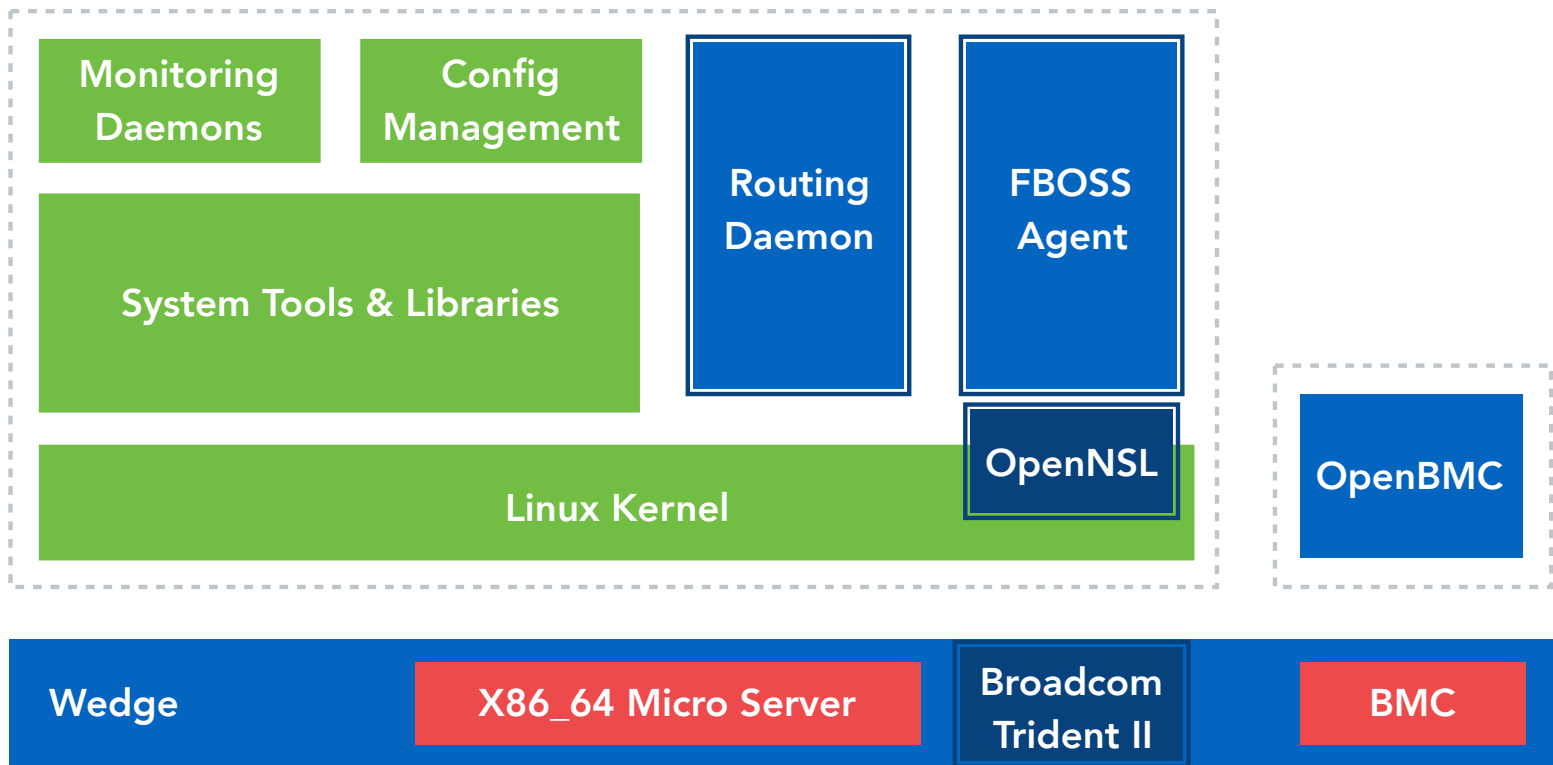 Monitoring
Daemons
Config
Management
Routing
Daemon
FBOSS
Agent
System Tools & Libraries
OpenNSL
Linux Kernel
OpenBMC
Wedge
X86_64 Micro Server
Broadcom
Trident II
BMC